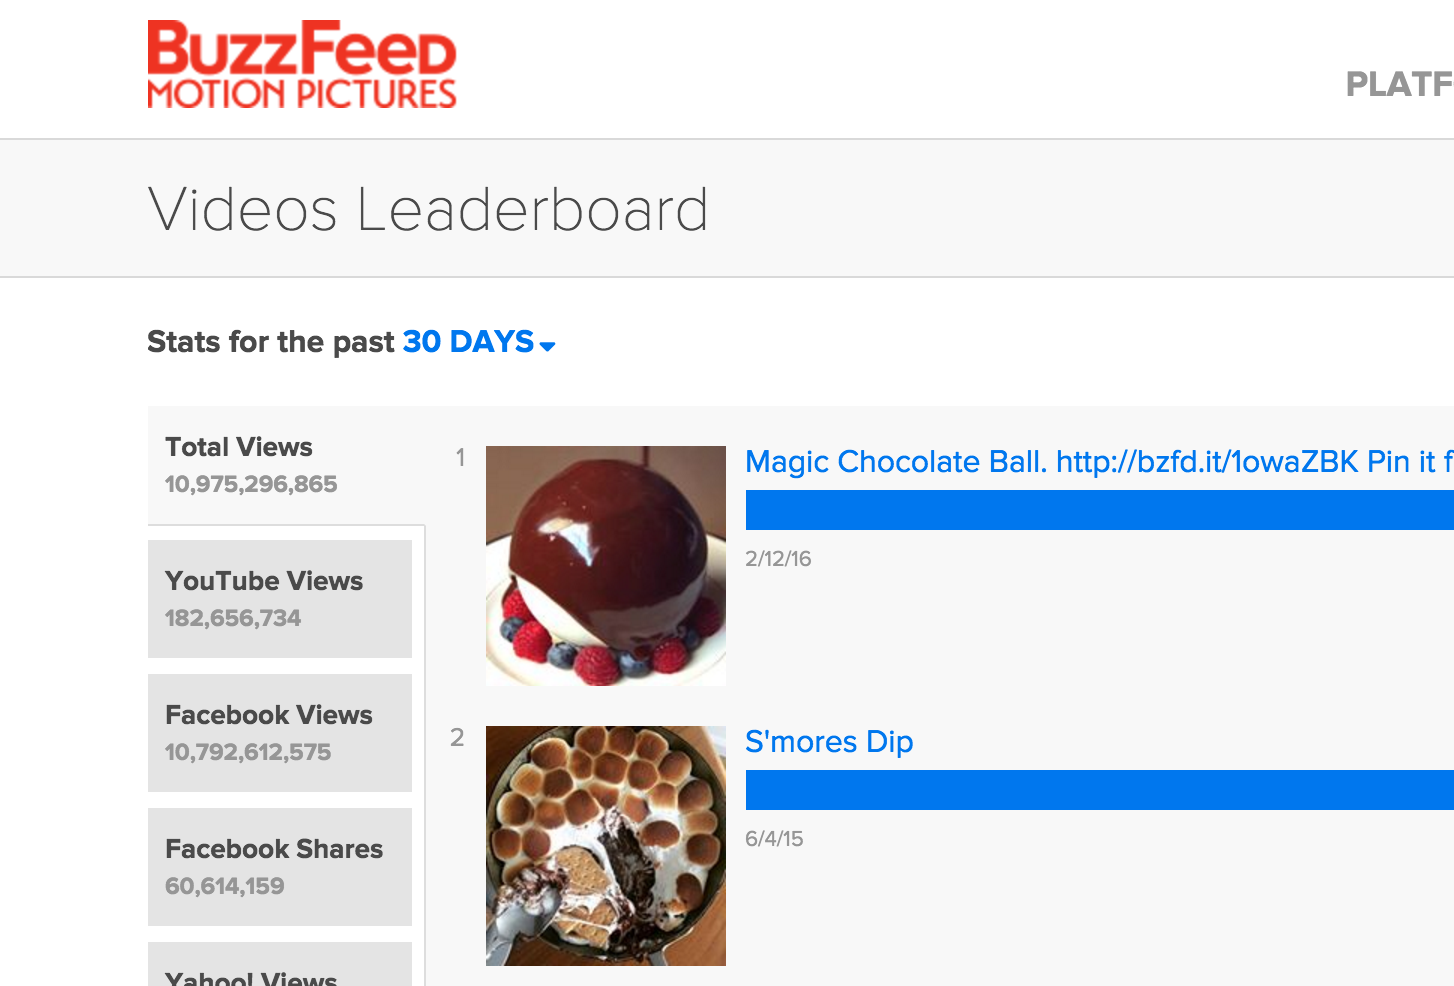 BuzzFeed
MOTION PICTURES
PLATF
Videos Leaderboard
Stats for the past 30 DAYS
Total Views
10,975,296,865
YouTube Views
182,656,734
Facebook Views
10,792,612,575
Facebook Shares
60,614,159
Yahoo! Views
1
Magic Chocolate Ball. http://bzfd.it/1owaZBK Pin it f
2/12/16
2
S'mores Dip
6/4/15